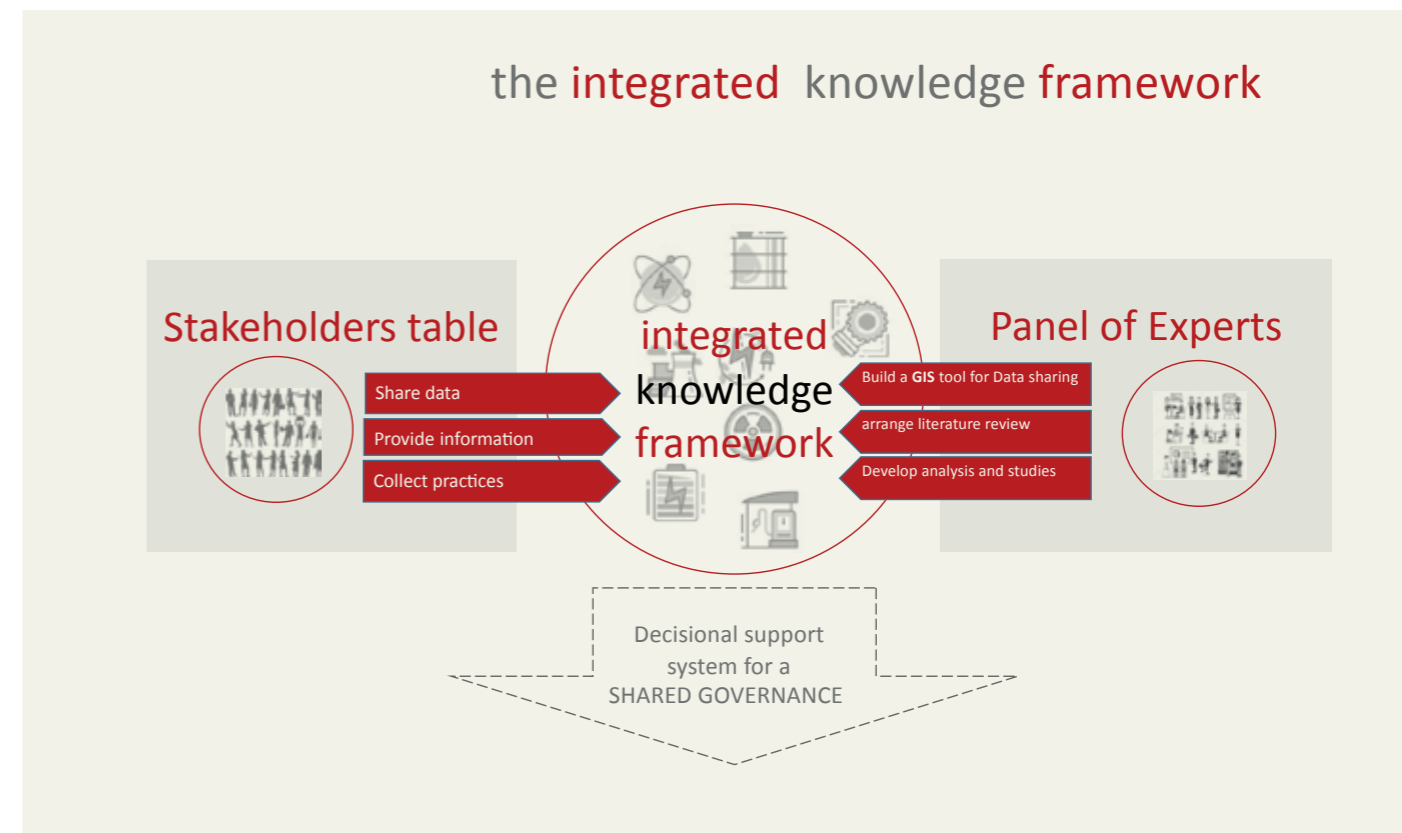 the integrated knowledge framework
Stakeholders table
Share data
Provide information
Collect practices
integrated
knowledge
framework
Panel of Experts
Build a GIS tool for Data sharing
arrange literature review
Develop analysis and studies
Decisional support
system for a
SHARED GOVERNANCE